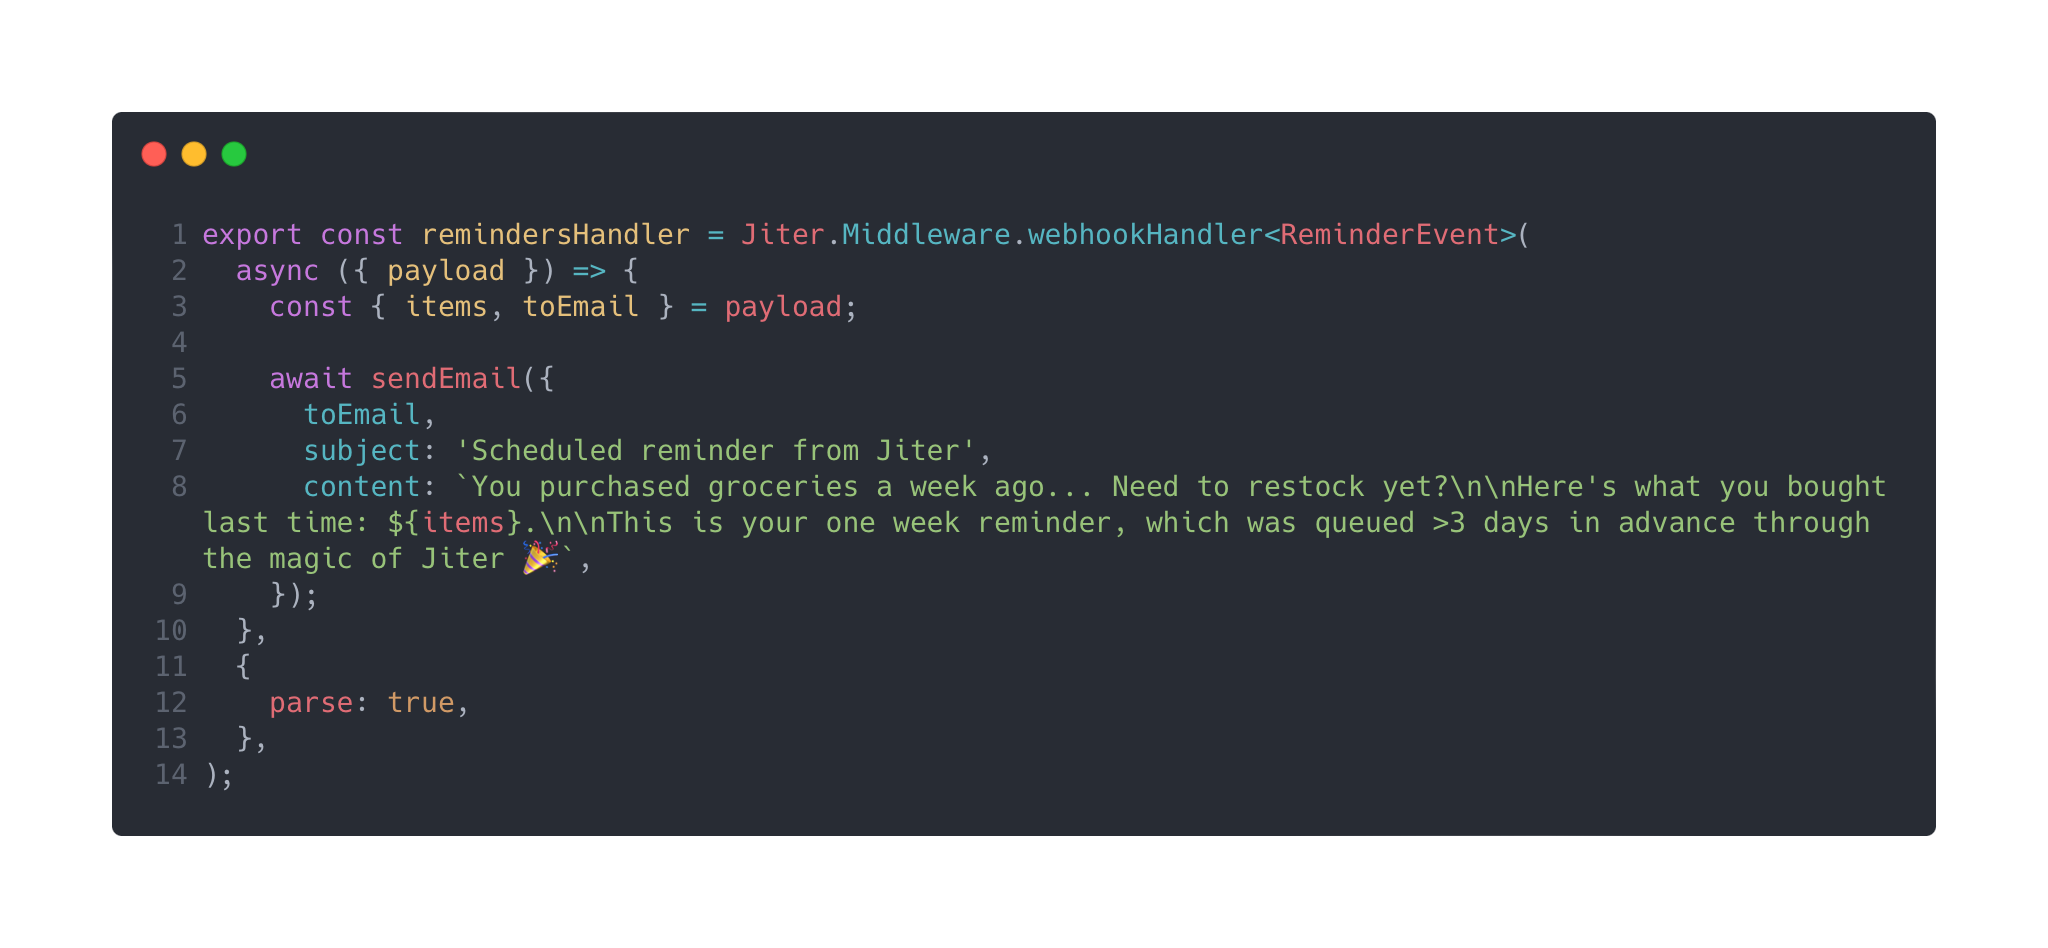 1 export const remindersHandler = Jiter.Middleware.webhookHandler<ReminderEvent>(
2   async ({ payload }) => {
3     const { items, toEmail } = payload;
4
5     await sendEmail({
6       toEmail,
7       subject: 'Scheduled reminder from Jiter',
8       content: `You purchased groceries a week ago... Need to restock yet?\n\nHere's what you bought
last time: ${items}.\n\nThis is your one week reminder, which was queued >3 days in advance through
the magic of Jiter 🎉`,
9     });
10   },
11   {
12     parse: true,
13   },
14 );